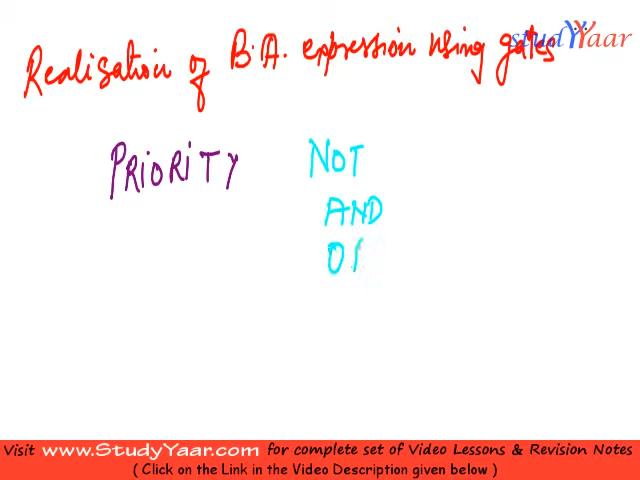 Realisation of B.A. expression using gates
studYYaar
PRIORITY NOT
AND
O
Visit www.StudyYaar.com for complete set of Video Lessons & Revision Notes
( Click on the Link in the Video Description given below )